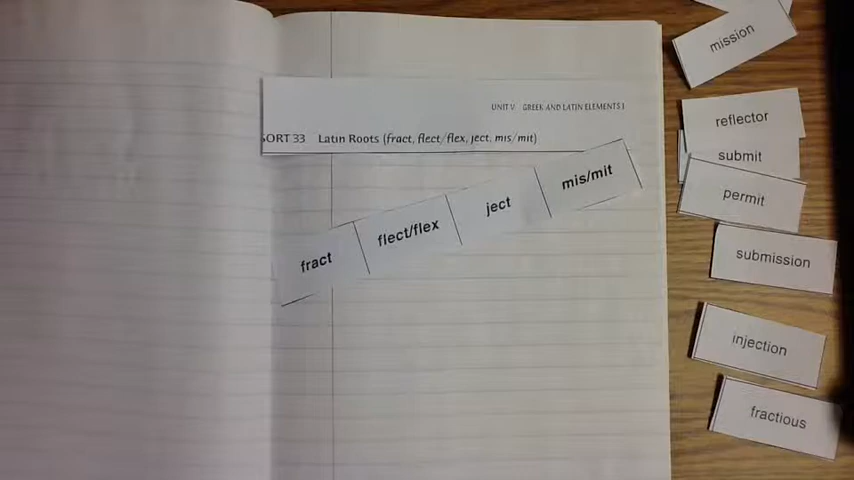 UNIT V GREEK AND LATIN ELEMENTS I
SORT 33 Latin Roots (fract, flect/flex, ject, mis/mit)
fract flect/flex ject mis/mit
mission
reflector
submit
permit
submission
injection
fractious